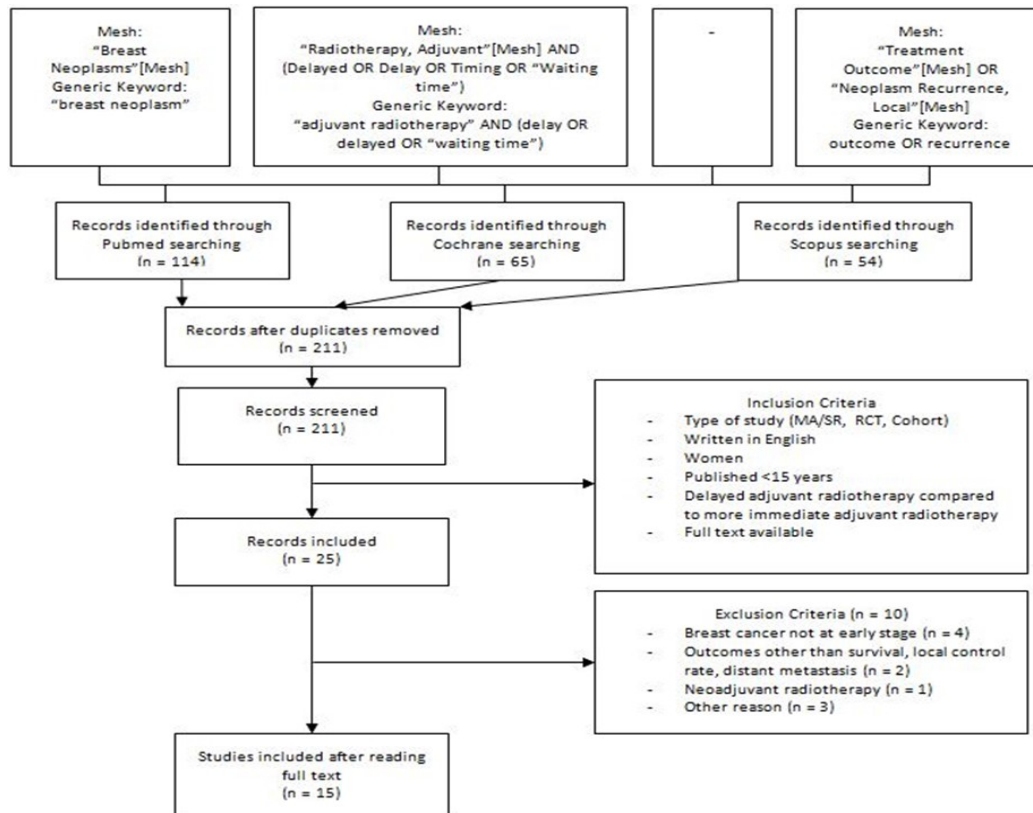 Mesh:
“Breast
Neoplasms”[Mesh]
Generic Keyword:
“breast neoplasm”
Mesh:
“Radiotherapy, Adjuvant”[Mesh] AND
(Delayed OR Delay OR Timing OR “Waiting
time”)
Generic Keyword:
“adjuvant radiotherapy” AND (delay OR
delayed OR “waiting time”)
-
Mesh:
“Treatment
Outcome”[Mesh] OR
“Neoplasm Recurrence,
Local”[Mesh]
Generic Keyword:
outcome OR recurrence
Records identified through
Pubmed searching
(n = 114)
Records identified through
Cochrane searching
(n = 65)
Records identified through
Scopus searching
(n = 54)
Records after duplicates removed
(n = 211)
Records screened
(n = 211)
Inclusion Criteria
- Type of study (MA/SR, RCT, Cohort)
- Written in English
- Women
- Published <15 years
- Delayed adjuvant radiotherapy compared
to more immediate adjuvant radiotherapy
- Full text available
Records included
(n = 25)
Exclusion Criteria (n = 10)
- Breast cancer not at early stage (n = 4)
- Outcomes other than survival, local control
rate, distant metastasis (n = 2)
- Neoadjuvant radiotherapy (n = 1)
- Other reason (n = 3)
Studies included after reading
full text
(n = 15)